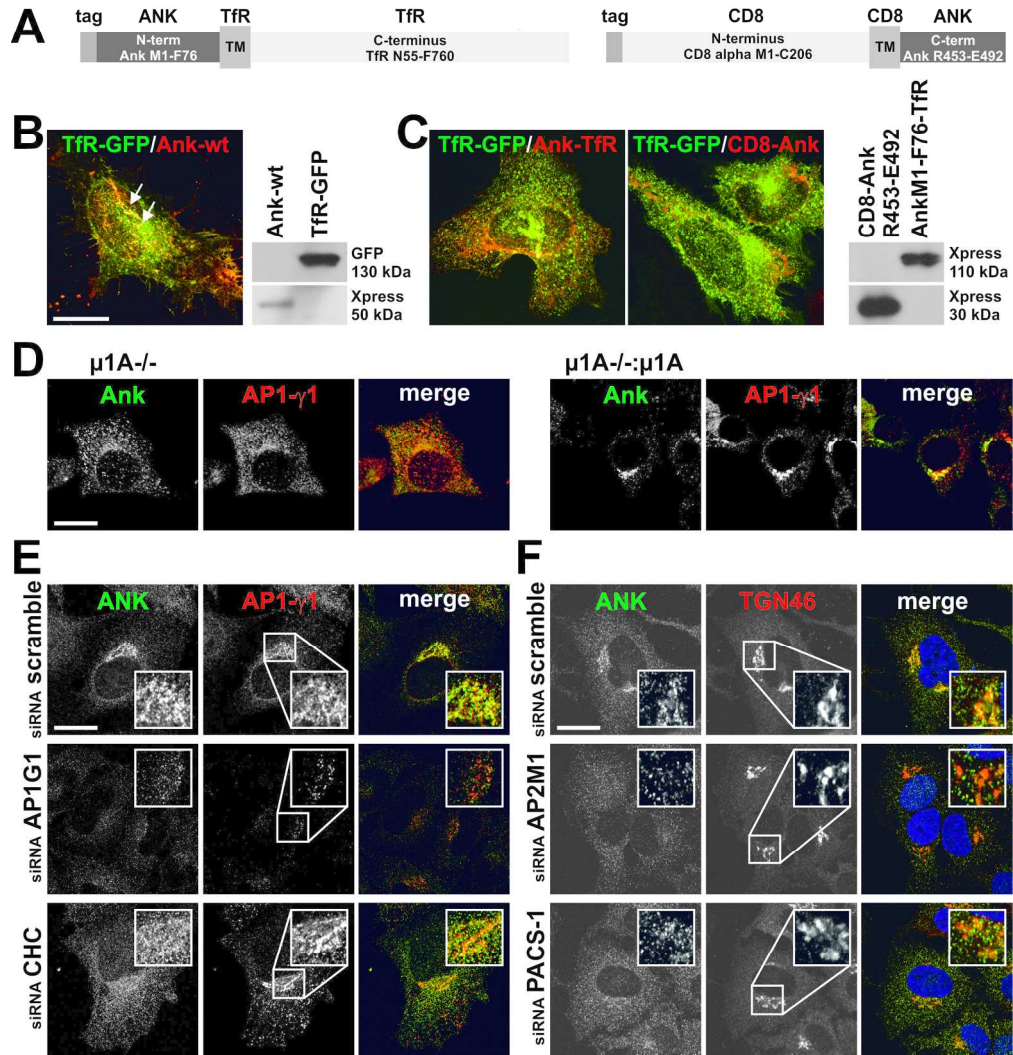 A
tag ANK TfR TfR
N-term
Ank M1-F76
TM
C-terminus
TfR N55-F760
tag CD8 CD8 ANK
N-terminus
CD8 alpha M1-C206
TM
C-term
Ank R453-E492
B
TfR-GFP/Ank-wt
Ank-wt
TfR-GFP
GFP
130 kDa
Xpress
50 kDa
C
TfR-GFP/Ank-TfR
TfR-GFP/CD8-Ank
CD8-Ank
R453-E492
AnkM1-F76-TfR
Xpress
110 kDa
Xpress
30 kDa
D
µ1A-/-
Ank
AP1-γ1
merge
µ1A-/-:µ1A
Ank
AP1-γ1
merge
E
siRNA scramble
ANK
AP1-γ1
merge
siRNA AP1G1
siRNA CHC
F
siRNA scramble
ANK
TGN46
merge
siRNA AP2M1
siRNA PACS-1